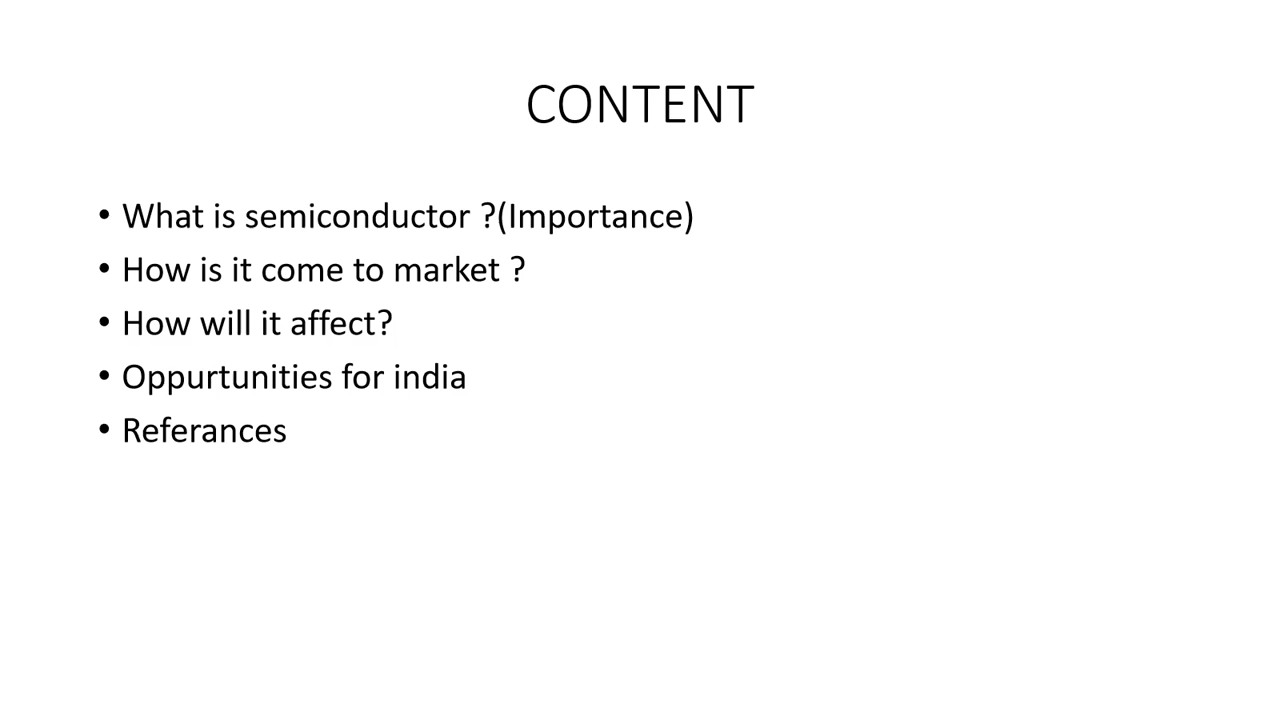 CONTENT
• What is semiconductor ?(Importance)
• How is it come to market ?
• How will it affect?
• Oppurtunities for india
• Referances